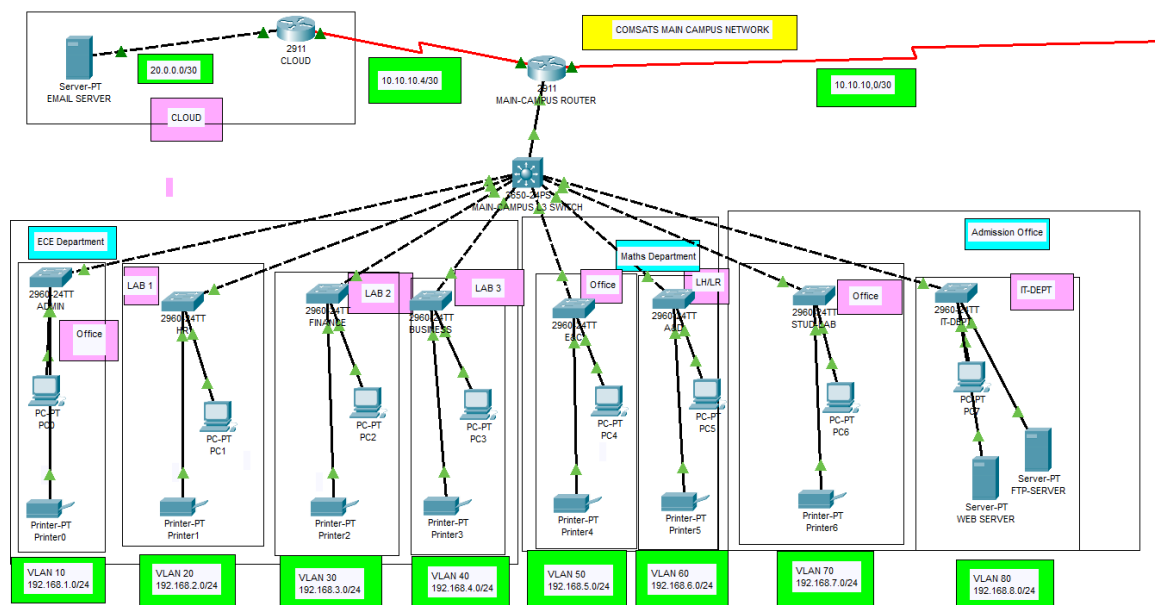 COMSATS MAIN CAMPUS NETWORK
2911
CLOUD
Server-PT
EMAIL SERVER
20.0.0.0/30
CLOUD
10.10.10.4/30
2911
MAIN-CAMPUS ROUTER
10.10.10,0/30
3650-24PS
MAIN-CAMPUS L3 SWITCH
ECE Department
2960-24TT
ADMIN
Office
PC-PT
PC0
Printer-PT
Printer0
VLAN 10
192.168.1.0/24
LAB 1
2960-24TT
HR
PC-PT
PC1
Printer-PT
Printer1
VLAN 20
192.168.2.0/24
LAB 2
2960-24TT
FINANCE
PC-PT
PC2
Printer-PT
Printer2
VLAN 30
192.168.3.0/24
LAB 3
2960-24TT
BUSINESS
PC-PT
PC3
Printer-PT
Printer3
VLAN 40
192.168.4.0/24
Maths Department
Office
2960-24TT
E&C
PC-PT
PC4
Printer-PT
Printer4
VLAN 50
192.168.5.0/24
LH/LR
2960-24TT
A&D
PC-PT
PC5
Printer-PT
Printer5
VLAN 60
192.168.6.0/24
Admission Office
Office
2960-24TT
STUD-LAB
PC-PT
PC6
Printer-PT
Printer6
VLAN 70
192.168.7.0/24
IT-DEPT
2960-24TT
IT-DEPT
PC-PT
PC7
Server-PT
FTP-SERVER
Server-PT
WEB SERVER
VLAN 80
192.168.8.0/24